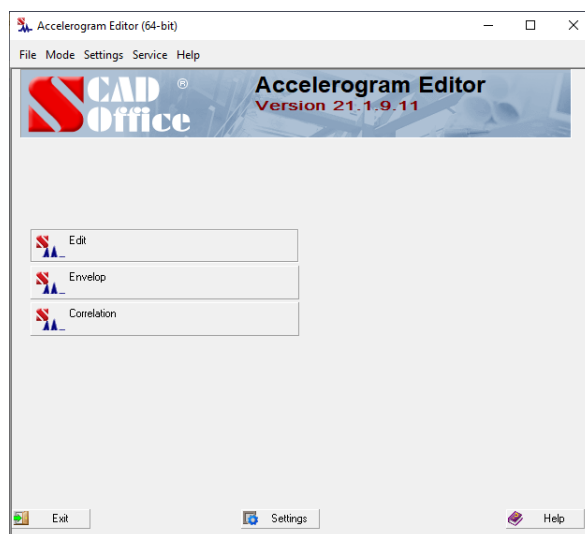 Accelerogram Editor (64-bit)
File Mode Settings Service Help
SCAD ® Office
Accelerogram Editor
Version 21.1.9.11
Edit
Envelop
Correlation
Exit Settings Help